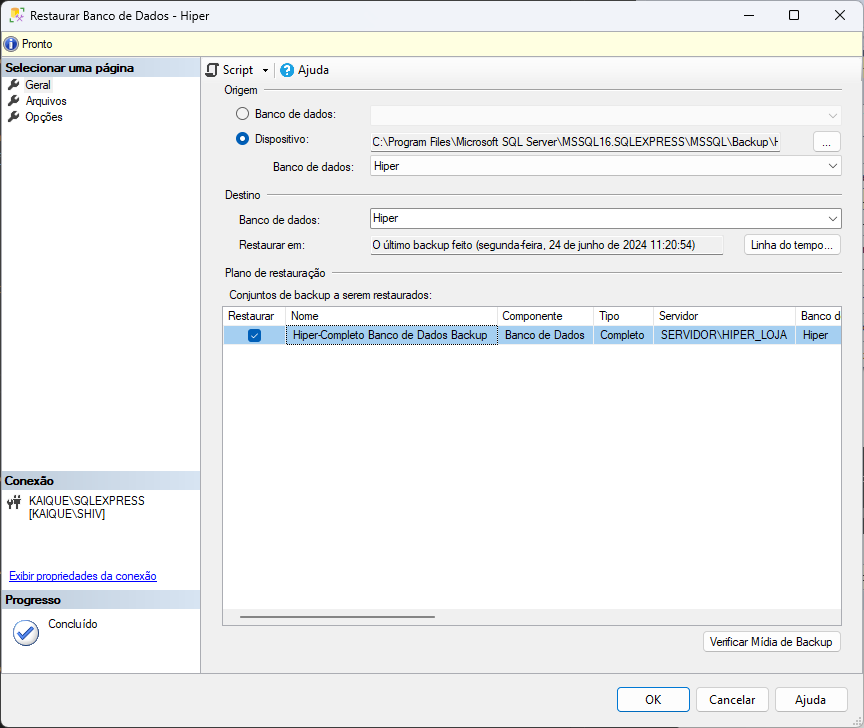 Restaurar Banco de Dados - Hiper
Pronto
Selecionar uma página
Geral
Arquivos
Opções
Script
Ajuda
Origem
Banco de dados:
Dispositivo:
C:\Program Files\Microsoft SQL Server\MSSQL16.SQLEXPRESS\MSSQL\Backup\H
...
Banco de dados:
Hiper
Destino
Banco de dados:
Hiper
Restaurar em:
O último backup feito (segunda-feira, 24 de junho de 2024 11:20:54)
Linha do tempo...
Plano de restauração
Conjuntos de backup a serem restaurados:
Restaurar Nome Componente Tipo Servidor Banco d
Hiper-Completo Banco de Dados Backup Banco de Dados Completo SERVIDOR\HIPER_LOJA Hiper
Conexão
KAIQUE\SQLEXPRESS
[KAIQUE\SHIV]
Exibir propriedades da conexão
Progresso
Concluído
Verificar Mídia de Backup
OK
Cancelar
Ajuda